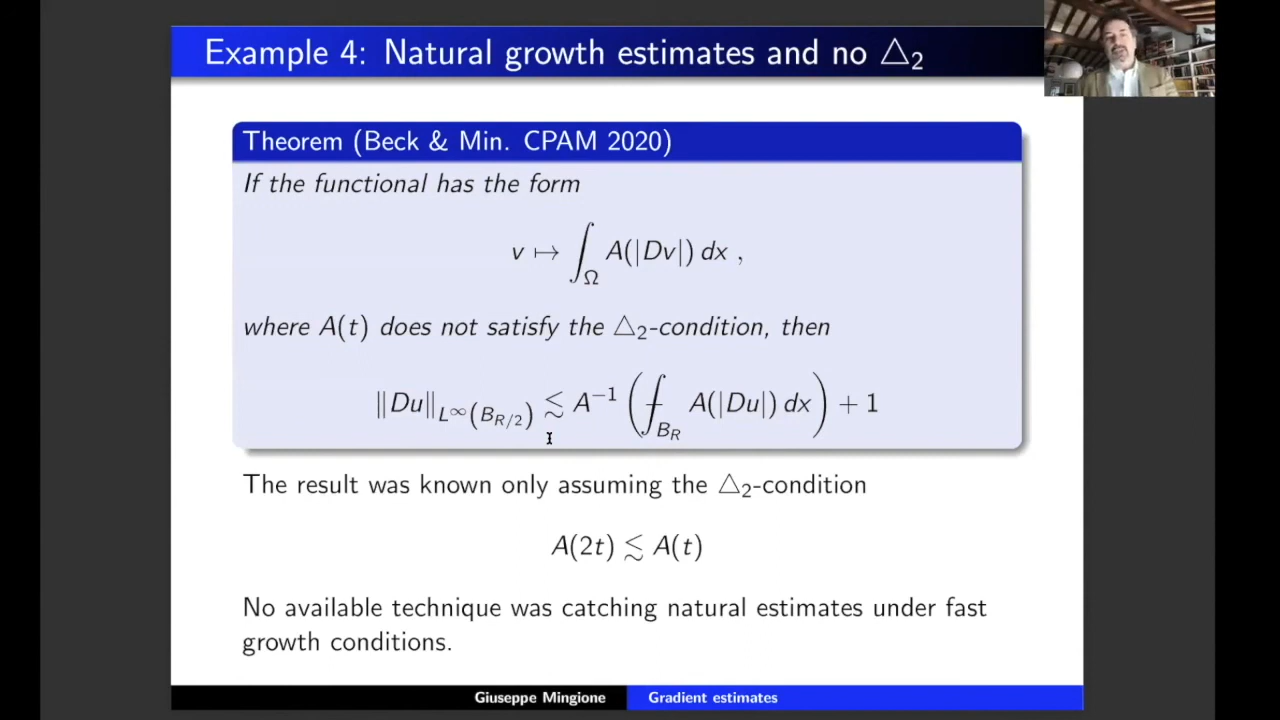 Example 4: Natural growth estimates and no △₂
Theorem (Beck & Min. CPAM 2020)
If the functional has the form
v ↦ ∫_Ω A(|Dv|) dx ,
where A(t) does not satisfy the △₂-condition, then
‖Du‖_{L^∞(B_{R/2})} ≲ A⁻¹ ( ⨍_{B_R} A(|Du|) dx ) + 1
The result was known only assuming the △₂-condition
A(2t) ≲ A(t)
No available technique was catching natural estimates under fast
growth conditions.
Giuseppe Mingione Gradient estimates